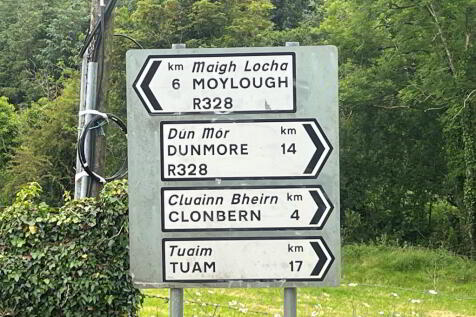 km Maigh Locha
6 MOYLOUGH
R328
Dún Mór km
DUNMORE 14
R328
Cluainn Bheirn km
CLONBERN 4
Tuaim km
TUAM 17